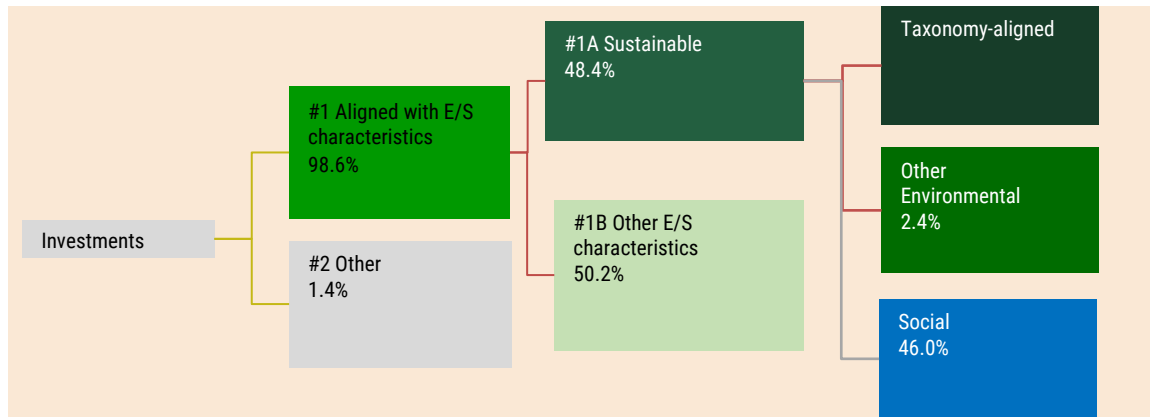 Investments
#1 Aligned with E/S
characteristics
98.6%
#2 Other
1.4%
#1A Sustainable
48.4%
#1B Other E/S
characteristics
50.2%
Taxonomy-aligned
Other
Environmental
2.4%
Social
46.0%